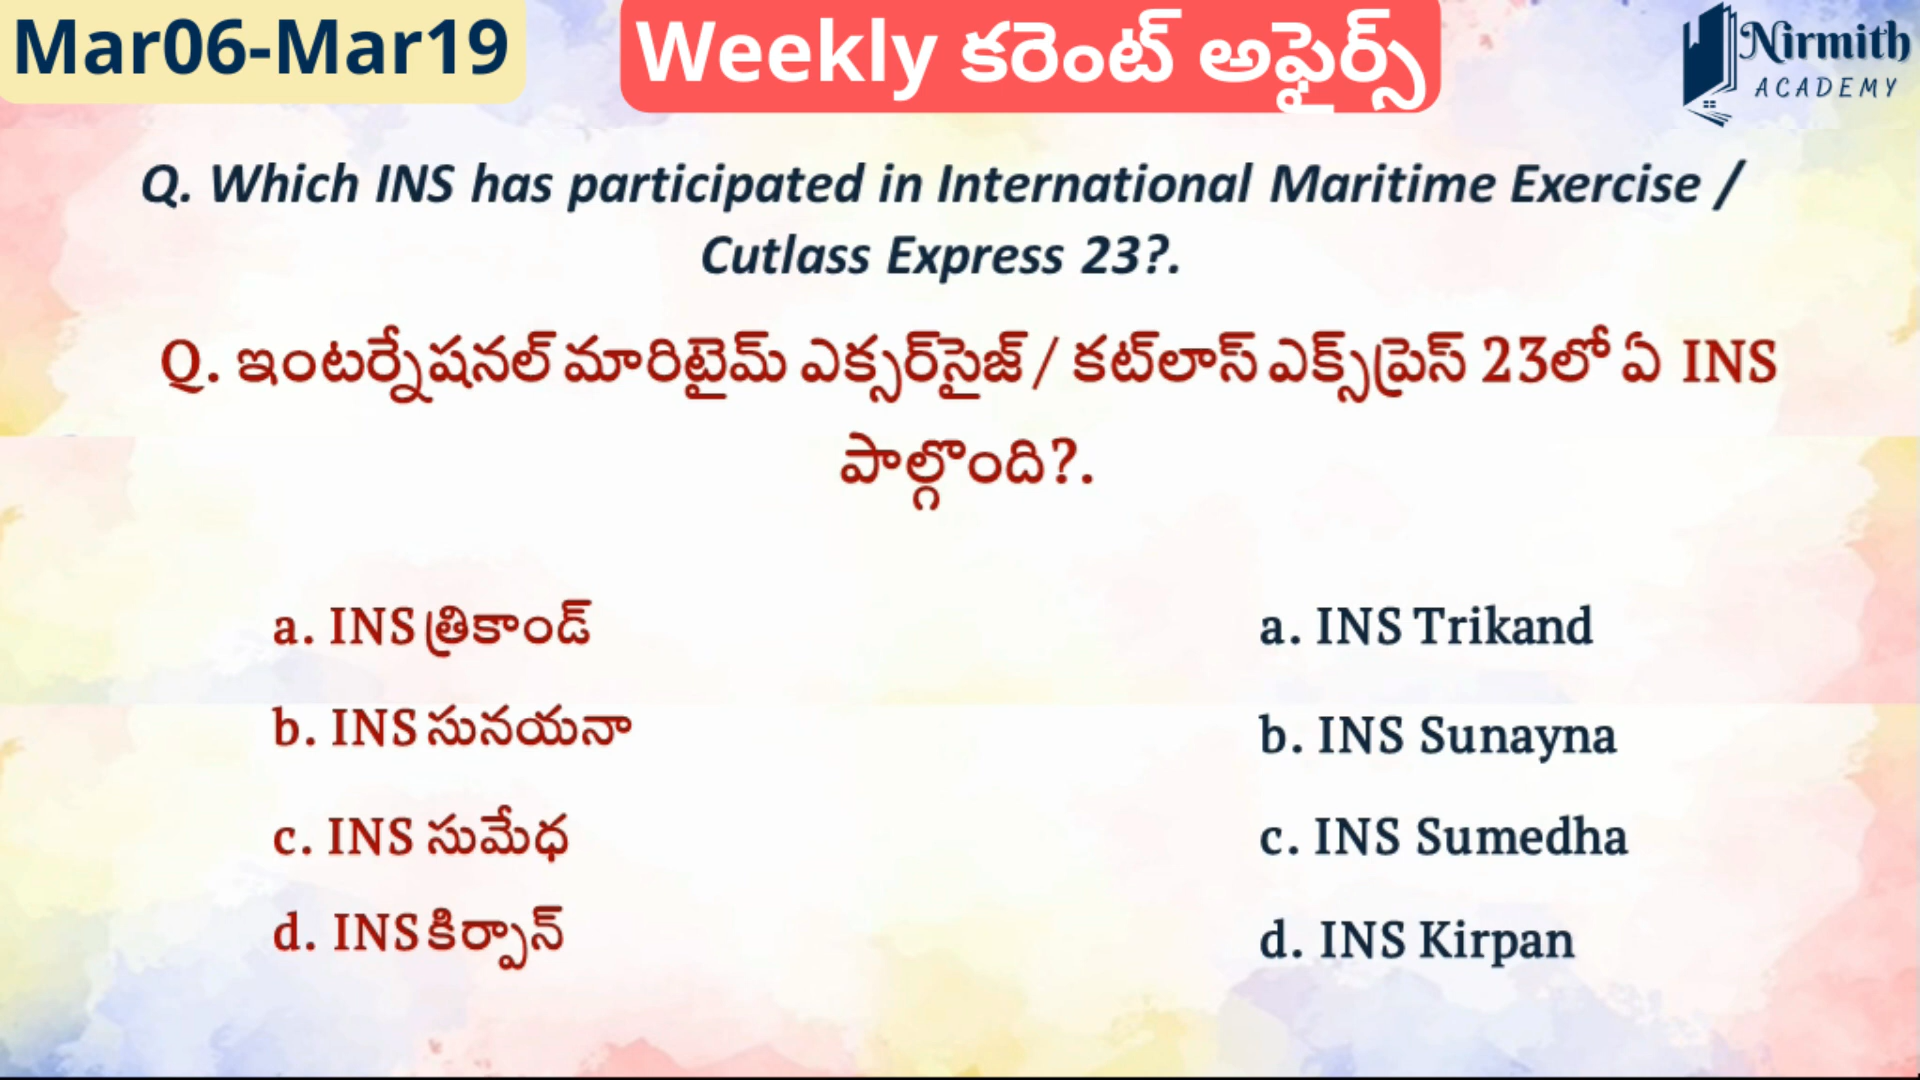 Mar06-Mar19
Weekly కరెంట్ అఫైర్స్
Nirmith
ACADEMY
Q. Which INS has participated in International Maritime Exercise /
Cutlass Express 23?.
Q. ఇంటర్నేషనల్ మారిటైమ్ ఎక్సర్‌సైజ్ / కట్‌లాస్ ఎక్స్‌ప్రెస్ 23లో ఏ INS
పాల్గొంది?.
a. INS త్రికాండ్
b. INS సునయనా
c. INS సుమేధ
d. INS కిర్పాన్
a. INS Trikand
b. INS Sunayna
c. INS Sumedha
d. INS Kirpan